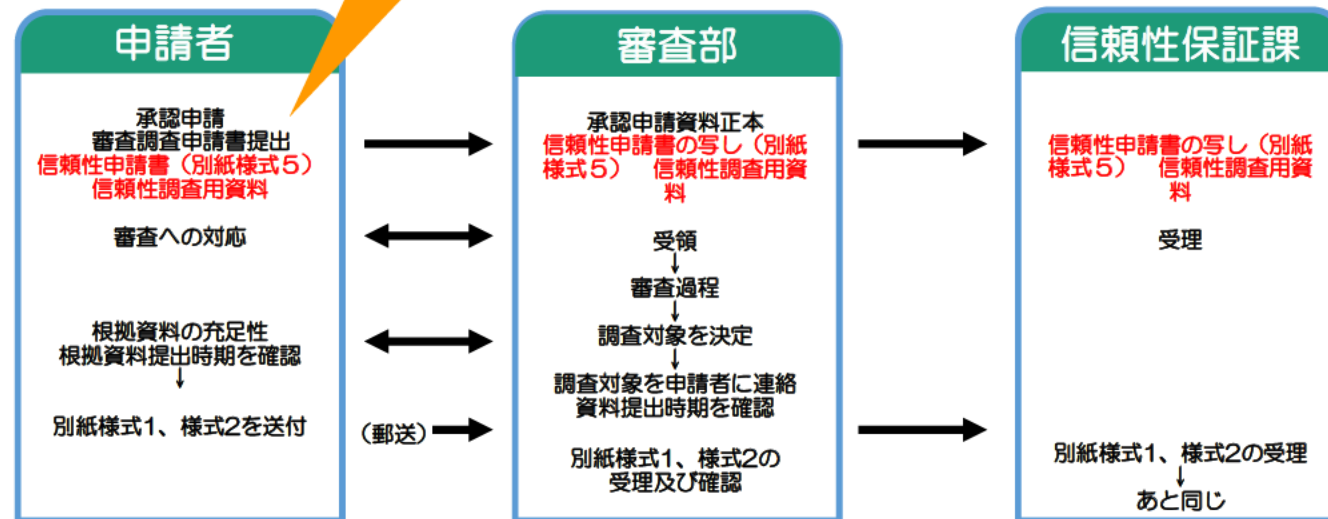 申請者
承認申請
審査調査申請書提出
信頼性申請書（別紙様式５）
信頼性調査用資料
審査への対応
根拠資料の充足性
根拠資料提出時期を確認
↓
別紙様式1、様式2を送付
（郵送）
審査部
承認申請資料正本
信頼性申請書の写し（別紙
様式５）　信頼性調査用資
料
受領
↓
審査過程
↓
調査対象を決定
↓
調査対象を申請者に連絡
資料提出時期を確認
別紙様式1、様式2の
受理及び確認
信頼性保証課
信頼性申請書の写し（別紙
様式５）　信頼性調査用資
料
受理
別紙様式1、様式2の受理
↓
あと同じ